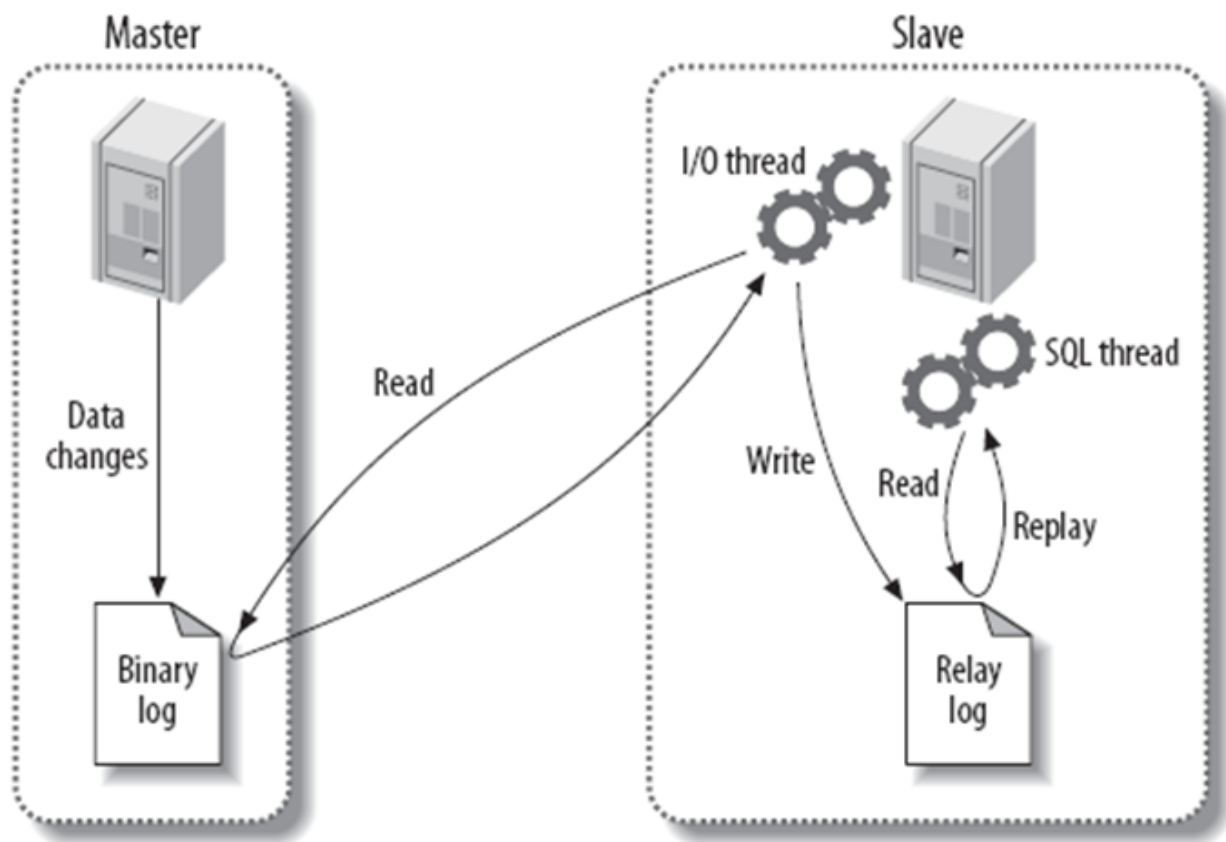 Master
Slave
I/O thread
SQL thread
Read
Data
changes
Write
Read
Replay
Binary
log
Relay
log